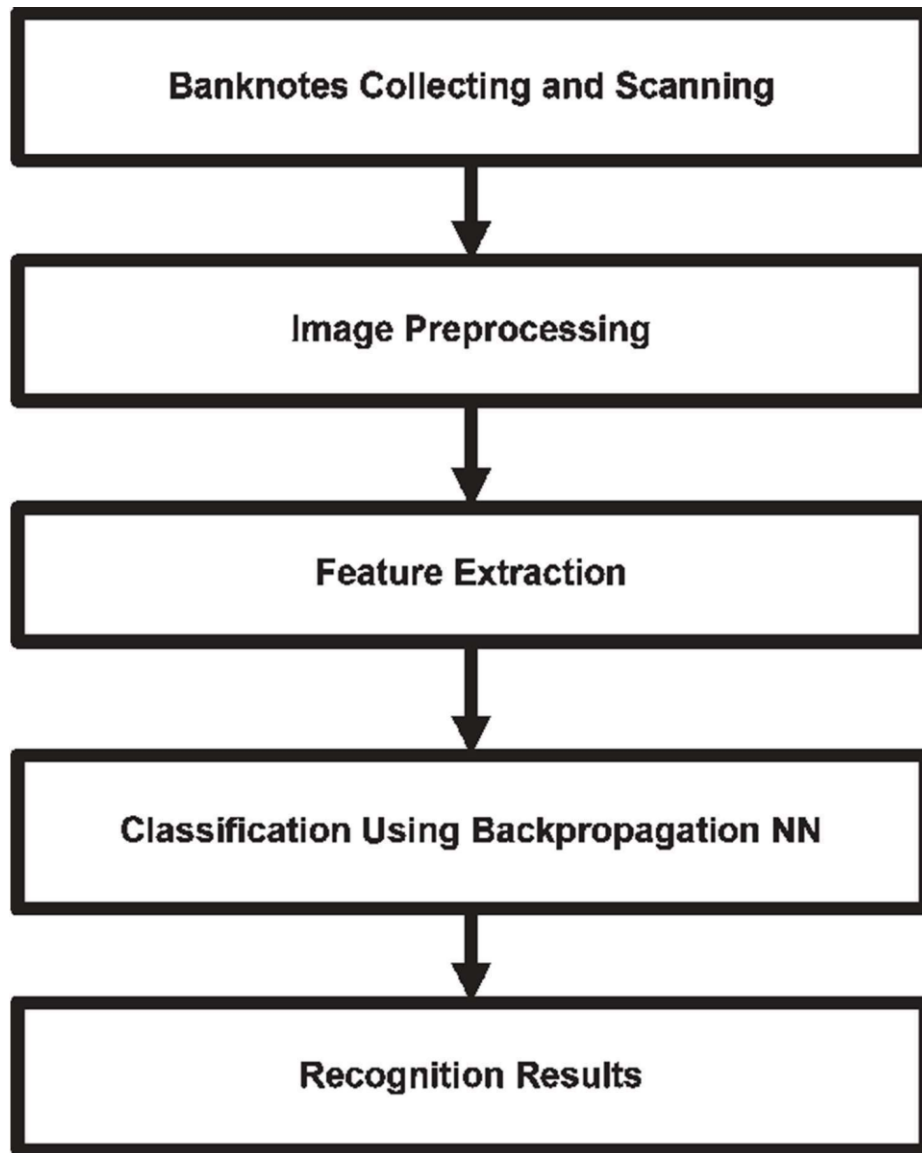 Banknotes Collecting and Scanning
Image Preprocessing
Feature Extraction
Classification Using Backpropagation NN
Recognition Results